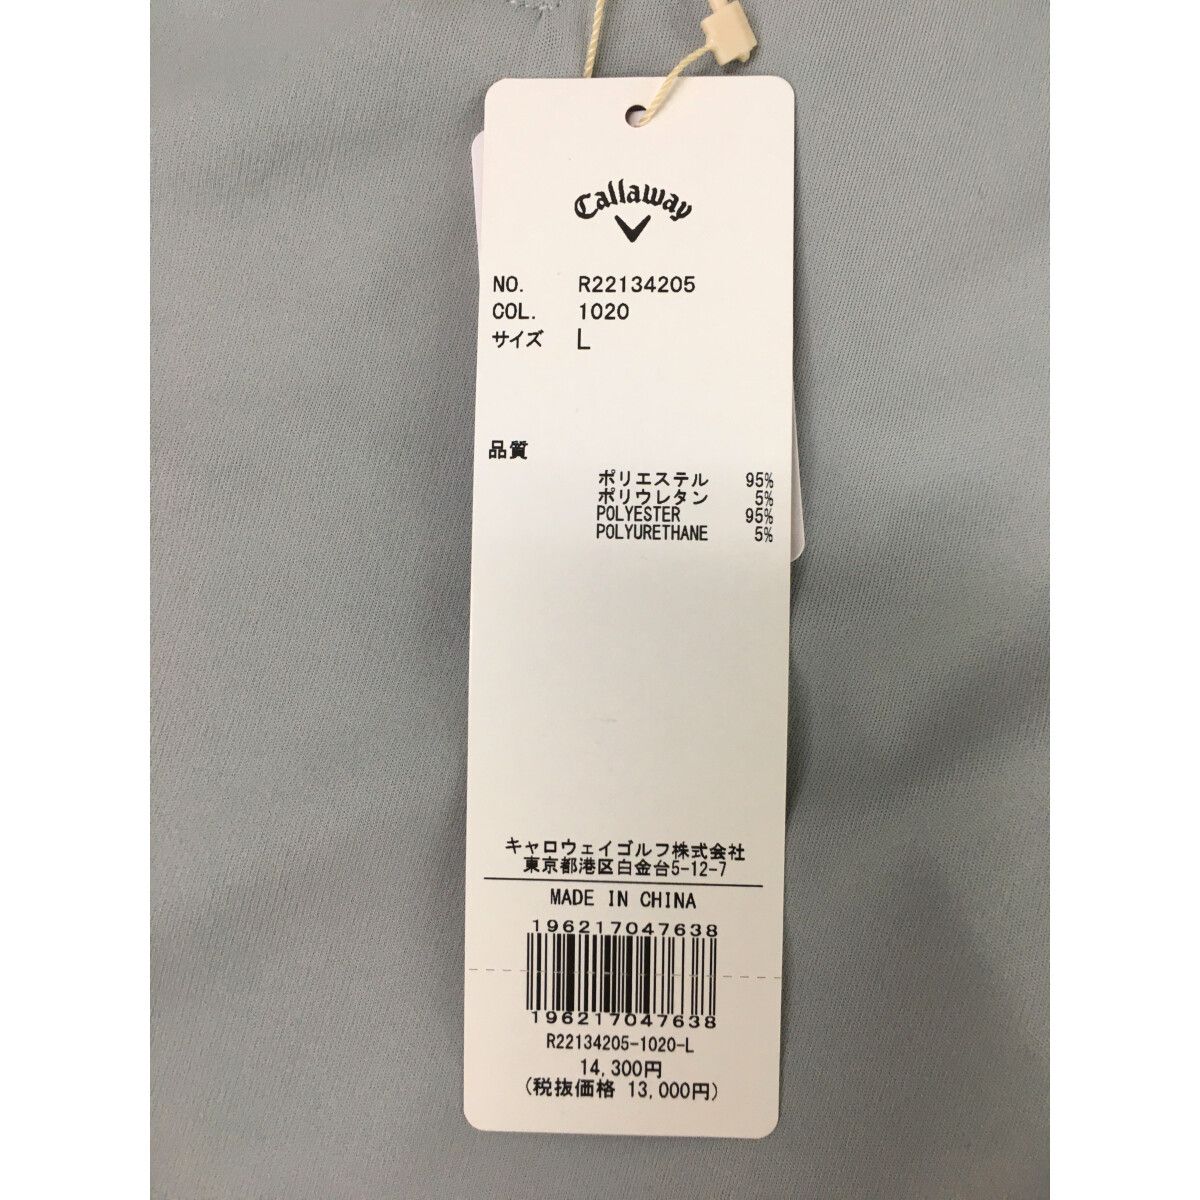 Callaway
NO. R22134205
COL. 1020
サイズ L
品質
ポリエステル 95%
ポリウレタン 5%
POLYESTER 95%
POLYURETHANE 5%
キャロウェイゴルフ株式会社
東京都港区白金台5-12-7
MADE IN CHINA
196217047638
196217047638
R22134205-1020-L
14,300円
(税抜価格 13,000円)